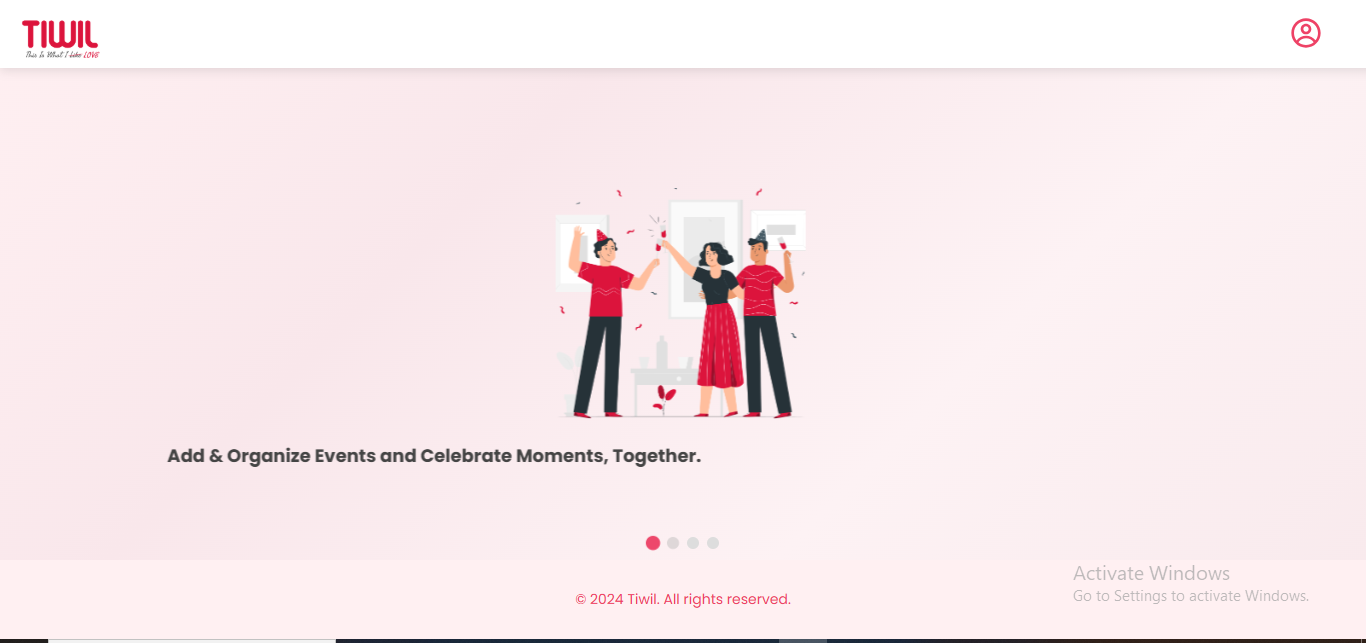 TIWIL
This Is What I Like LOVE
Add & Organize Events and Celebrate Moments, Together.
Activate Windows
Go to Settings to activate Windows.
© 2024 Tiwil. All rights reserved.